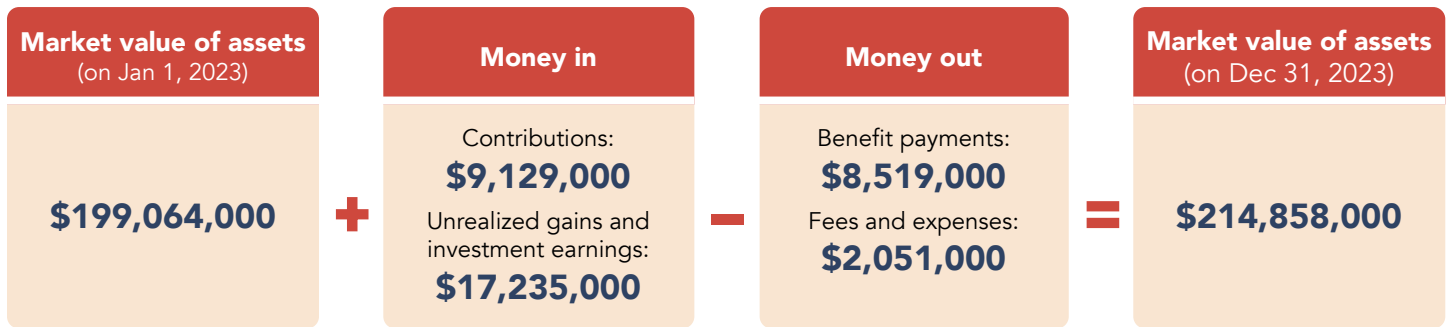 Market value of assets
(on Jan 1, 2023)
$199,064,000
+
Money in
Contributions:
$9,129,000
Unrealized gains and
investment earnings:
$17,235,000
–
Money out
Benefit payments:
$8,519,000
Fees and expenses:
$2,051,000
=
Market value of assets
(on Dec 31, 2023)
$214,858,000